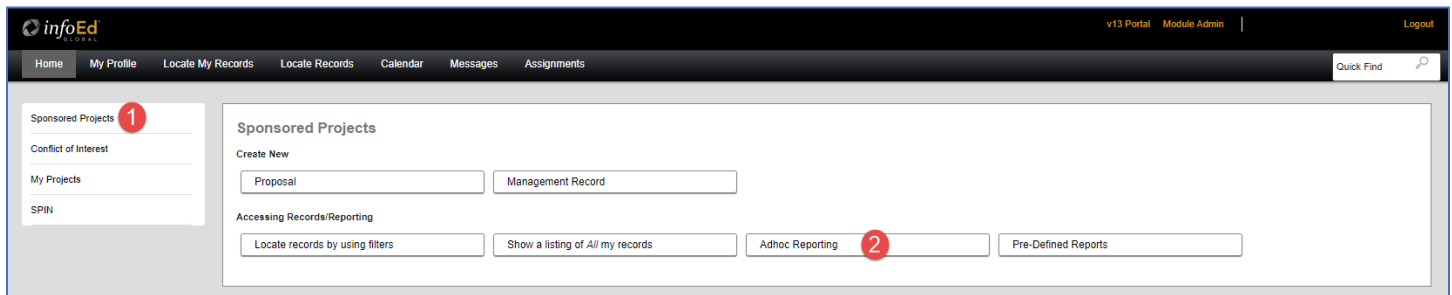 infoEd
GLOBAL
v13 Portal Module Admin Logout
Home My Profile Locate My Records Locate Records Calendar Messages Assignments Quick Find
Sponsored Projects 1
Conflict of Interest
My Projects
SPIN
Sponsored Projects
Create New
Proposal Management Record
Accessing Records/Reporting
Locate records by using filters Show a listing of All my records Adhoc Reporting 2 Pre-Defined Reports